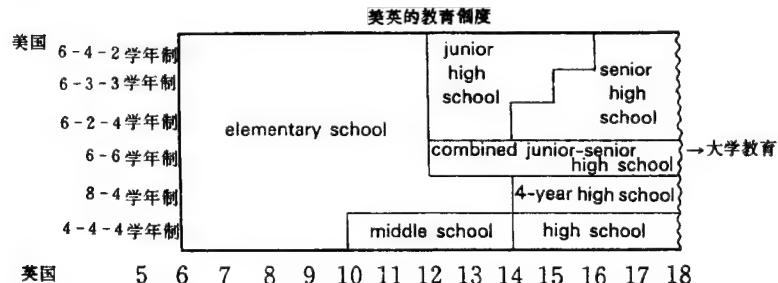 美英的教育制度
美国
6-4-2学年制
6-3-3学年制
6-2-4学年制
6-6学年制
8-4学年制
4-4-4学年制
elementary school
junior
high
school
senior
high
school
combined junior-senior
high school
→大学教育
4-year high school
middle school
high school
英国 5 6 7 8 9 10 11 12 13 14 15 16 17 18